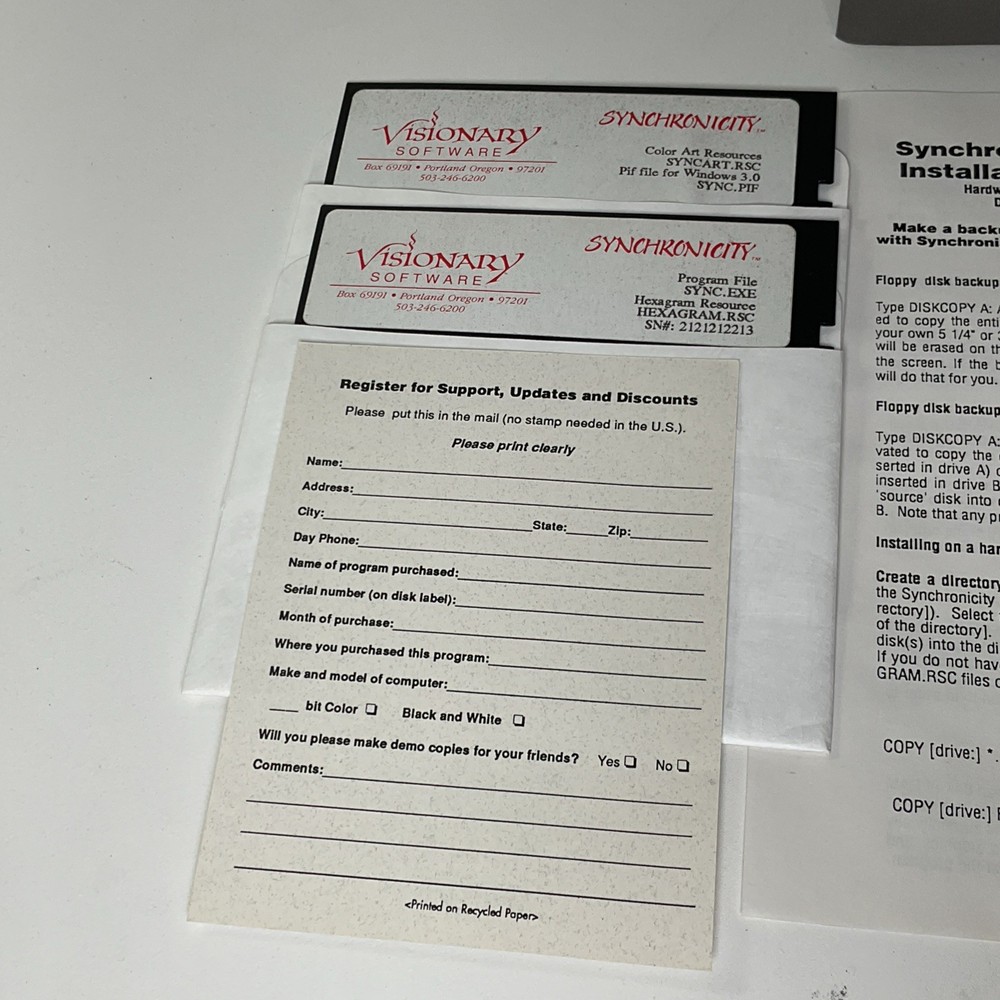 VISIONARY
SOFTWARE
Box 69191 • Portland Oregon • 97201
503-246-6200
SYNCHRONICITY™
Color Art Resources
SYNCART.RSC
Pif file for Windows 3.0
SYNC.PIF
VISIONARY
SOFTWARE
Box 69191 • Portland Oregon • 97201
503-246-6200
SYNCHRONICITY™
Program File
SYNC.EXE
Hexagram Resource
HEXAGRAM.RSC
SN#: 2121212213
Register for Support, Updates and Discounts
Please put this in the mail (no stamp needed in the U.S.).
Please print clearly
Name:
Address:
City: State: Zip:
Day Phone:
Name of program purchased:
Serial number (on disk label):
Month of purchase:
Where you purchased this program:
Make and model of computer:
____ bit Color ❏ Black and White ❏
Will you please make demo copies for your friends? Yes ❏ No ❏
Comments:
<Printed on Recycled Paper>
Synchro
Installa
Hardw
D
Make a back
with Synchroni
Floppy disk backup
Type DISKCOPY A:
ed to copy the enti
your own 5 1/4" or
will be erased on th
the screen. If the
will do that for you.
Floppy disk backup
Type DISKCOPY A:
vated to copy the
serted in drive A)
inserted in drive B
'source' disk into
B. Note that any p
Installing on a har
Create a directory
the Synchronicity
rectory]). Select
of the directory].
disk(s) into the di
If you do not hav
GRAM.RSC files
COPY [drive:] *.
COPY [drive:]